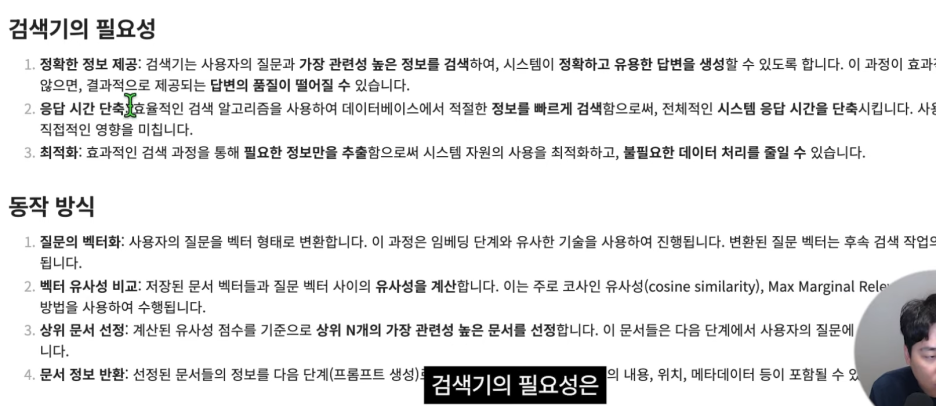 검색기의 필요성
1. 정확한 정보 제공: 검색기는 사용자의 질문과 가장 관련성 높은 정보를 검색하여, 시스템이 정확하고 유용한 답변을 생성할 수 있도록 합니다. 이 과정이 효과
않으면, 결과적으로 제공되는 답변의 품질이 떨어질 수 있습니다.
2. 응답 시간 단축: 효율적인 검색 알고리즘을 사용하여 데이터베이스에서 적절한 정보를 빠르게 검색함으로써, 전체적인 시스템 응답 시간을 단축시킵니다. 사용
직접적인 영향을 미칩니다.
3. 최적화: 효과적인 검색 과정을 통해 필요한 정보만을 추출함으로써 시스템 자원의 사용을 최적화하고, 불필요한 데이터 처리를 줄일 수 있습니다.
동작 방식
1. 질문의 벡터화: 사용자의 질문을 벡터 형태로 변환합니다. 이 과정은 임베딩 단계와 유사한 기술을 사용하여 진행됩니다. 변환된 질문 벡터는 후속 검색 작업의
됩니다.
2. 벡터 유사성 비교: 저장된 문서 벡터들과 질문 벡터 사이의 유사성을 계산합니다. 이는 주로 코사인 유사성(cosine similarity), Max Marginal
방법을 사용하여 수행됩니다.
3. 상위 문서 선정: 계산된 유사성 점수를 기준으로 상위 N개의 가장 관련성 높은 문서를 선정합니다. 이 문서들은 다음 단계에서 사용자의 질문에
니다.
4. 문서 정보 반환: 선정된 문서들의 정보를 다음 단계(프롬프트 생성) 의 내용, 위치, 메타데이터 등이 포함될 수
검색기의 필요성은